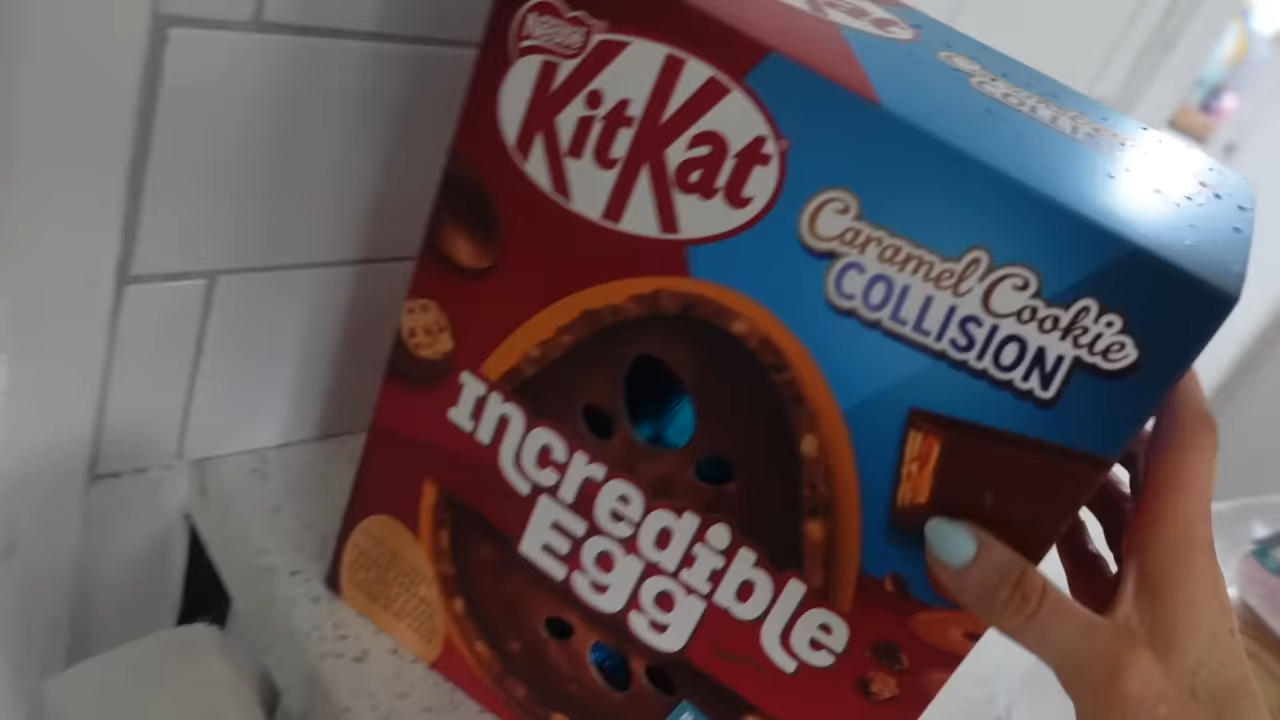 Nestlé
KitKat
Caramel Cookie
COLLISION
Incredible
Egg